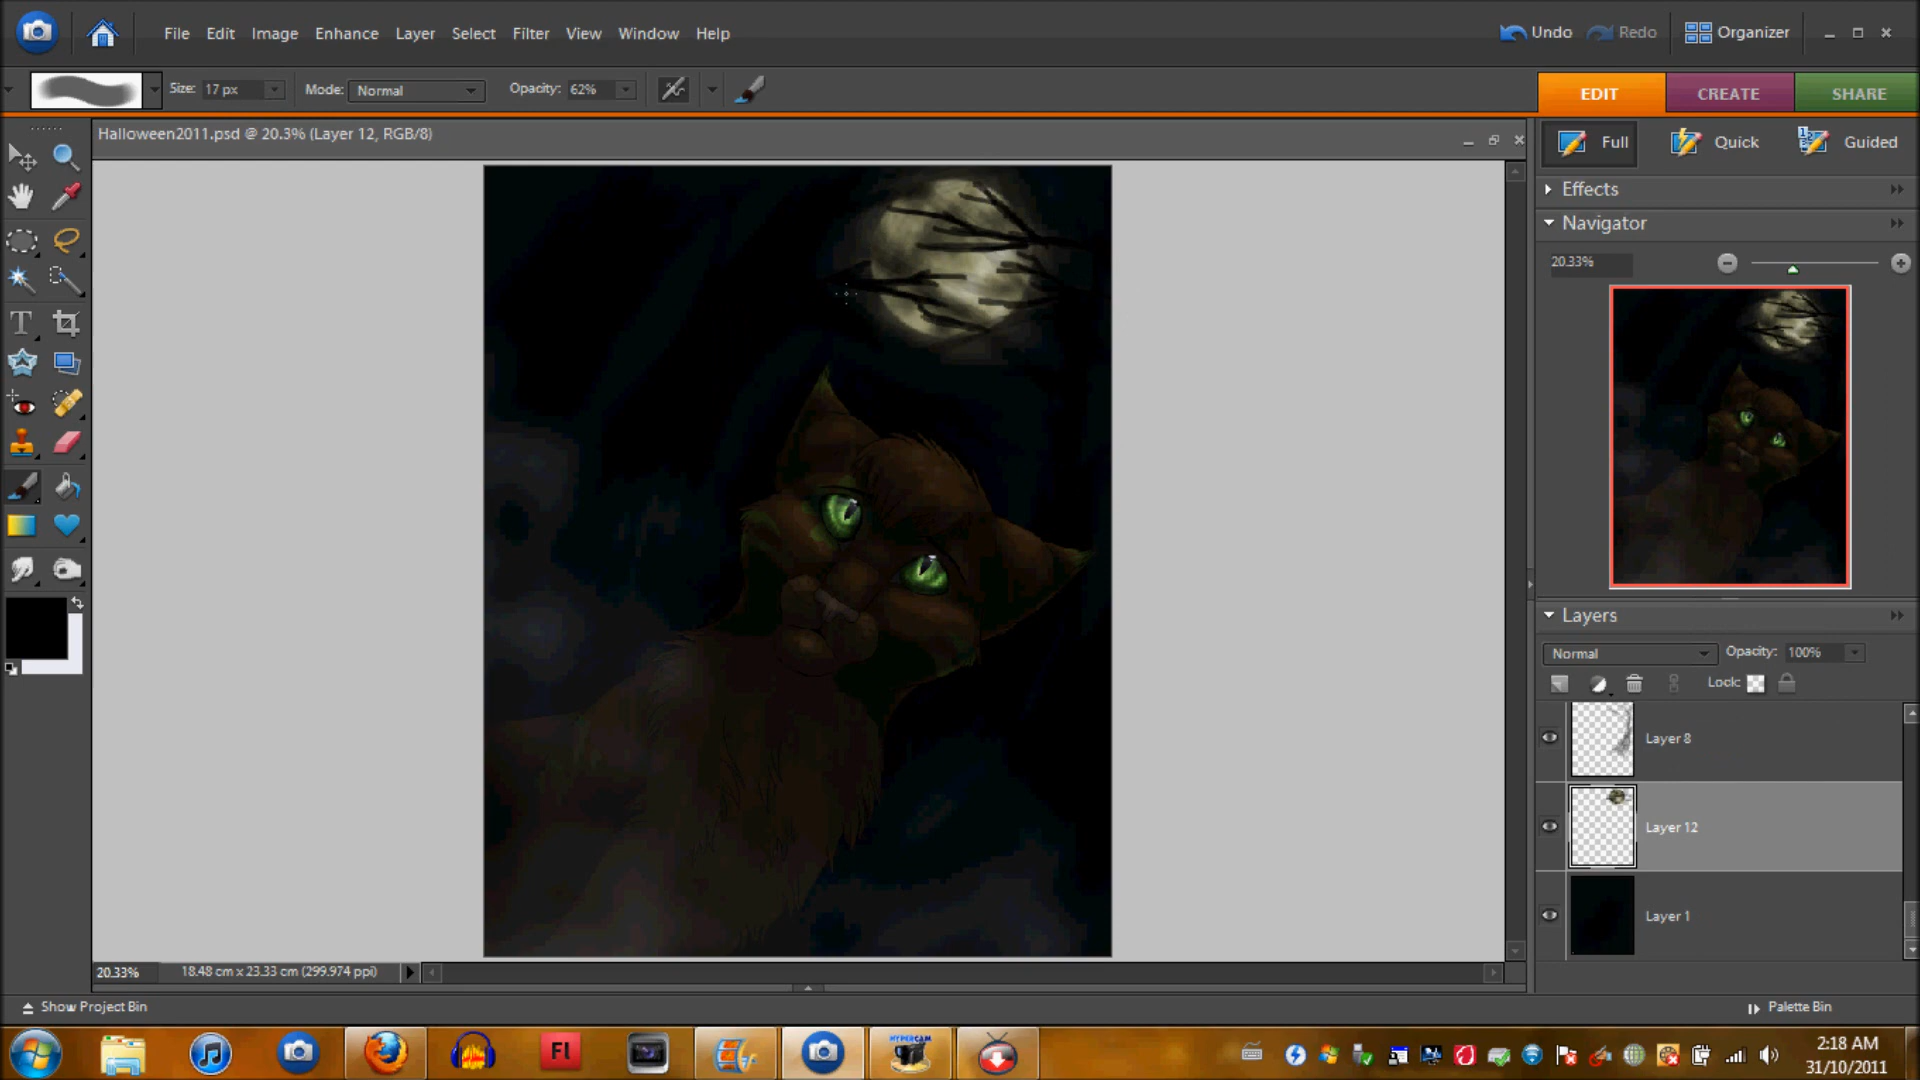 File Edit Image Enhance Layer Select Filter View Window Help
Undo Redo Organizer
Size: 17 px Mode: Normal Opacity: 62%
EDIT CREATE SHARE
Halloween2011.psd @ 20.3% (Layer 12, RGB/8)
Full Quick Guided
Effects
Navigator
20.33%
T
Layers
Normal Opacity: 100%
Lock:
Layer 8
Layer 12
Layer 1
20.33% 18.48 cm x 23.33 cm (299.974 ppi)
Show Project Bin Palette Bin
Fl
HYPERCAM
2:18 AM
31/10/2011